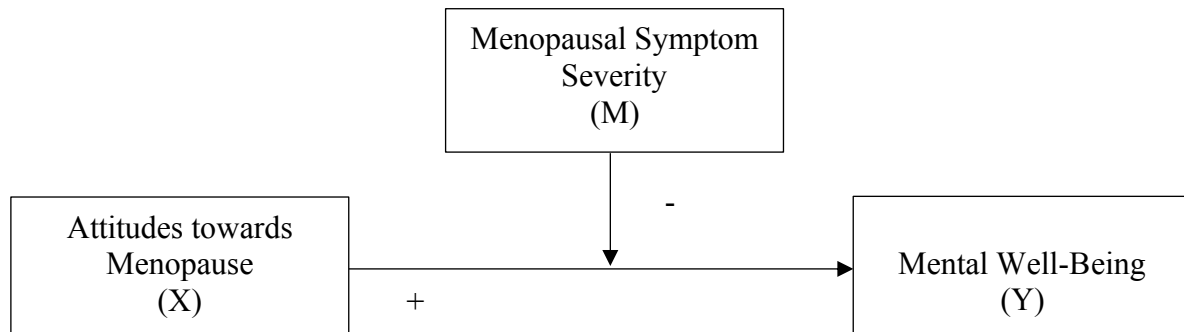 Menopausal Symptom
Severity
(M)
-
Attitudes towards
Menopause
(X)
+
Mental Well-Being
(Y)